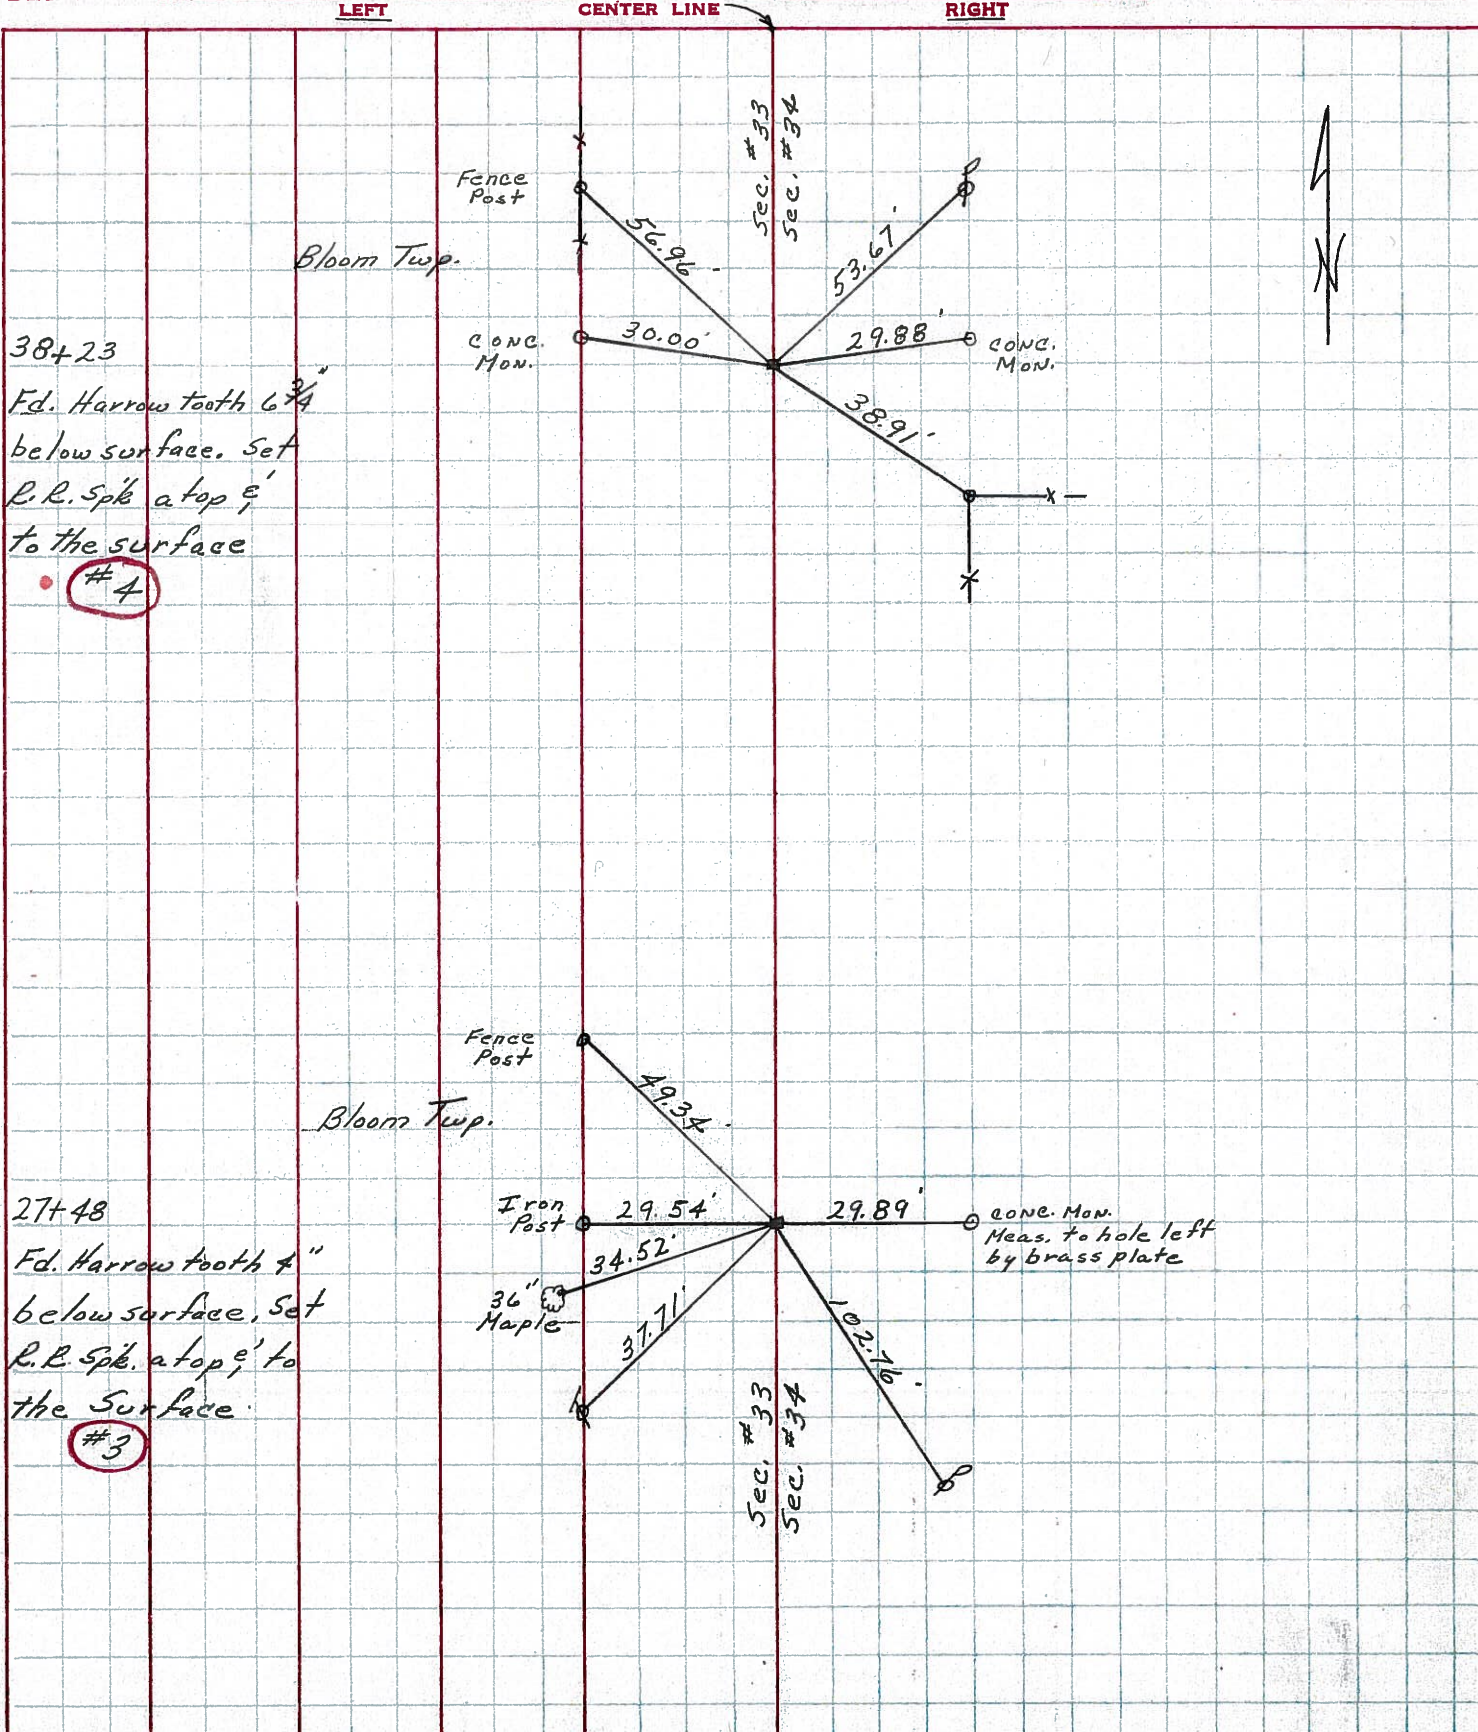 LEFT CENTER LINE RIGHT
Sec. #33
Sec. #34
Fence
Post
56.96'
53.67'
Bloom Twp.
N
38+23
Conc.
Mon.
30.00'
29.88'
Conc.
Mon.
Fd. Harrow tooth 6 3/4"
below surface. Set
R.R. Spk atop &
to the surface
#4
38.91'
Fence
Post
49.34'
Bloom Twp.
27+48
Iron
Post
29.54'
29.89'
Conc. Mon.
Meas. to hole left
by brass plate
Fd. Harrow tooth 4"
below surface. Set
R.R. Spk. atop & to
the Surface.
#3
34.52'
36"
Maple
37.71'
102.76'
Sec. #33
Sec. #34